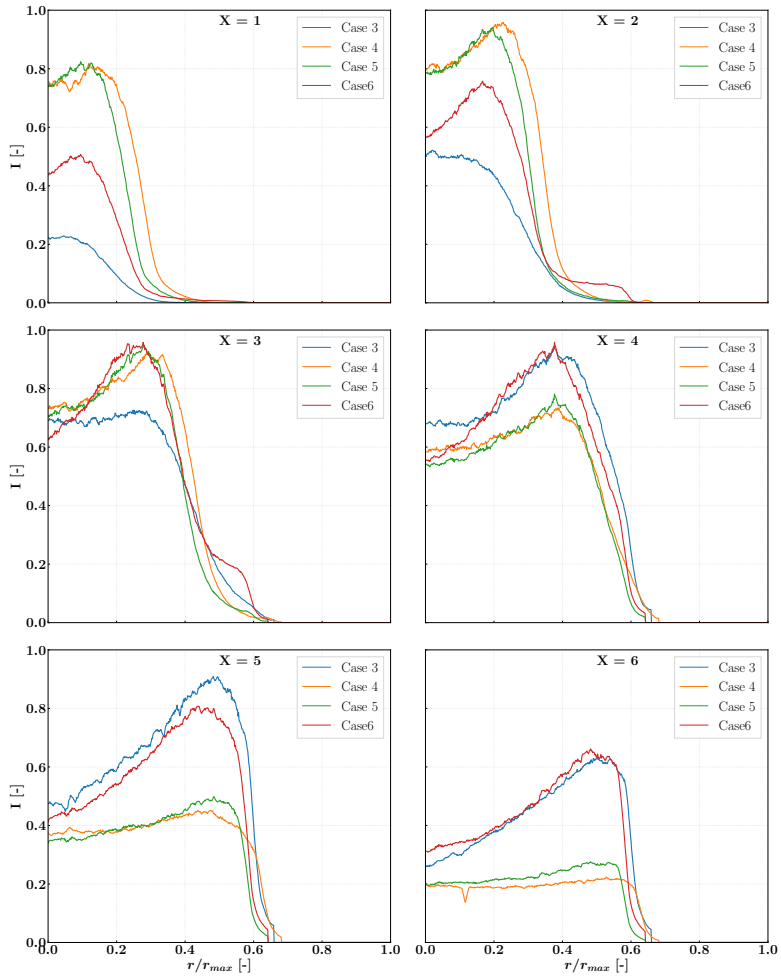 X = 1
Case 3
Case 4
Case 5
Case6
1.0
0.8
0.6
0.4
0.2
0.0
I [-]
X = 2
Case 3
Case 4
Case 5
Case6
X = 3
Case 3
Case 4
Case 5
Case6
1.0
0.8
0.6
0.4
0.2
0.0
I [-]
X = 4
Case 3
Case 4
Case 5
Case6
X = 5
Case 3
Case 4
Case 5
Case6
1.0
0.8
0.6
0.4
0.2
0.0
I [-]
0.0 0.2 0.4 0.6 0.8 1.0
r/r_max [-]
X = 6
Case 3
Case 4
Case 5
Case6
0.0 0.2 0.4 0.6 0.8 1.0
r/r_max [-]